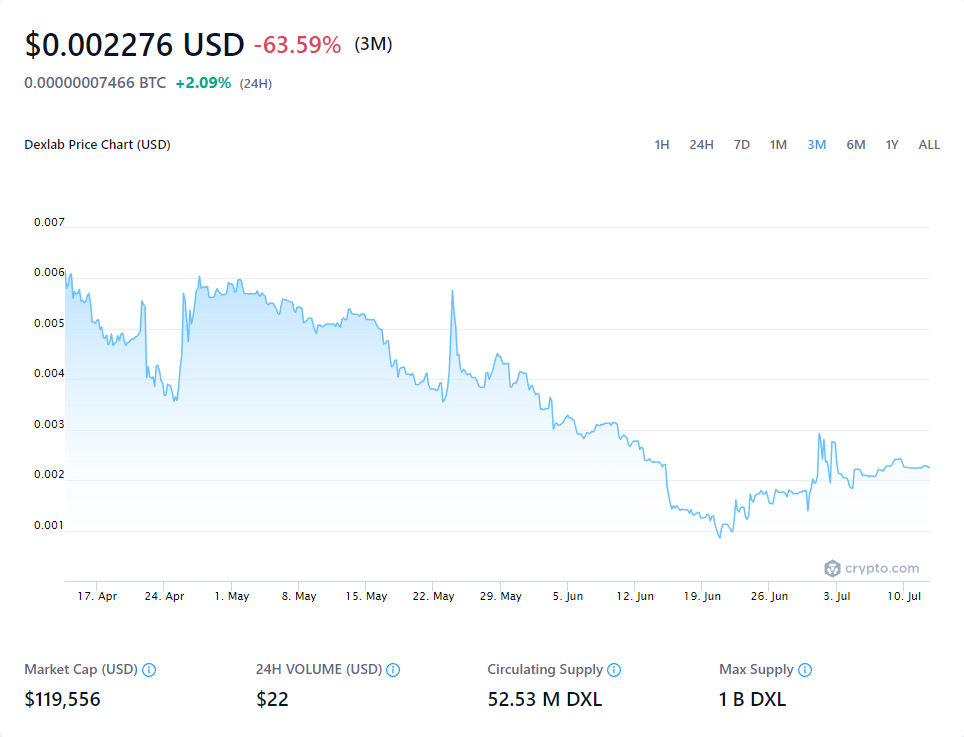 $0.002276 USD -63.59% (3M)
0.00000007466 BTC +2.09% (24H)
Dexlab Price Chart (USD) 1H 24H 7D 1M 3M 6M 1Y ALL
0.007
0.006
0.005
0.004
0.003
0.002
0.001
crypto.com
17. Apr 24. Apr 1. May 8. May 15. May 22. May 29. May 5. Jun 12. Jun 19. Jun 26. Jun 3. Jul 10. Jul
Market Cap (USD) 24H VOLUME (USD) Circulating Supply Max Supply
$119,556 $22 52.53 M DXL 1 B DXL